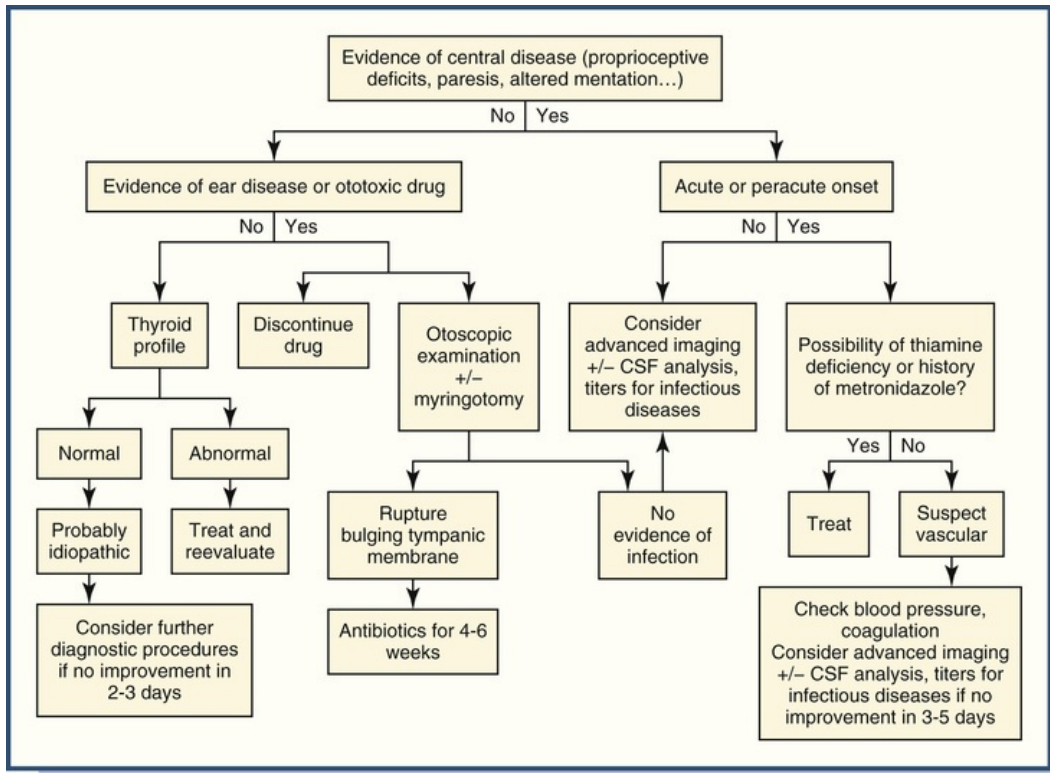 Evidence of central disease (proprioceptive
deficits, paresis, altered mentation…)
No Yes
Evidence of ear disease or ototoxic drug
Acute or peracute onset
No Yes
No Yes
Thyroid
profile
Discontinue
drug
Otoscopic
examination
+/–
myringotomy
Consider
advanced imaging
+/– CSF analysis,
titers for infectious
diseases
Possibility of thiamine
deficiency or history
of metronidazole?
Yes No
Normal
Abnormal
Probably
idiopathic
Treat and
reevaluate
Rupture
bulging tympanic
membrane
No
evidence of
infection
Treat
Suspect
vascular
Consider further
diagnostic procedures
if no improvement in
2-3 days
Antibiotics for 4-6
weeks
Check blood pressure,
coagulation
Consider advanced imaging
+/– CSF analysis, titers for
infectious diseases if no
improvement in 3-5 days